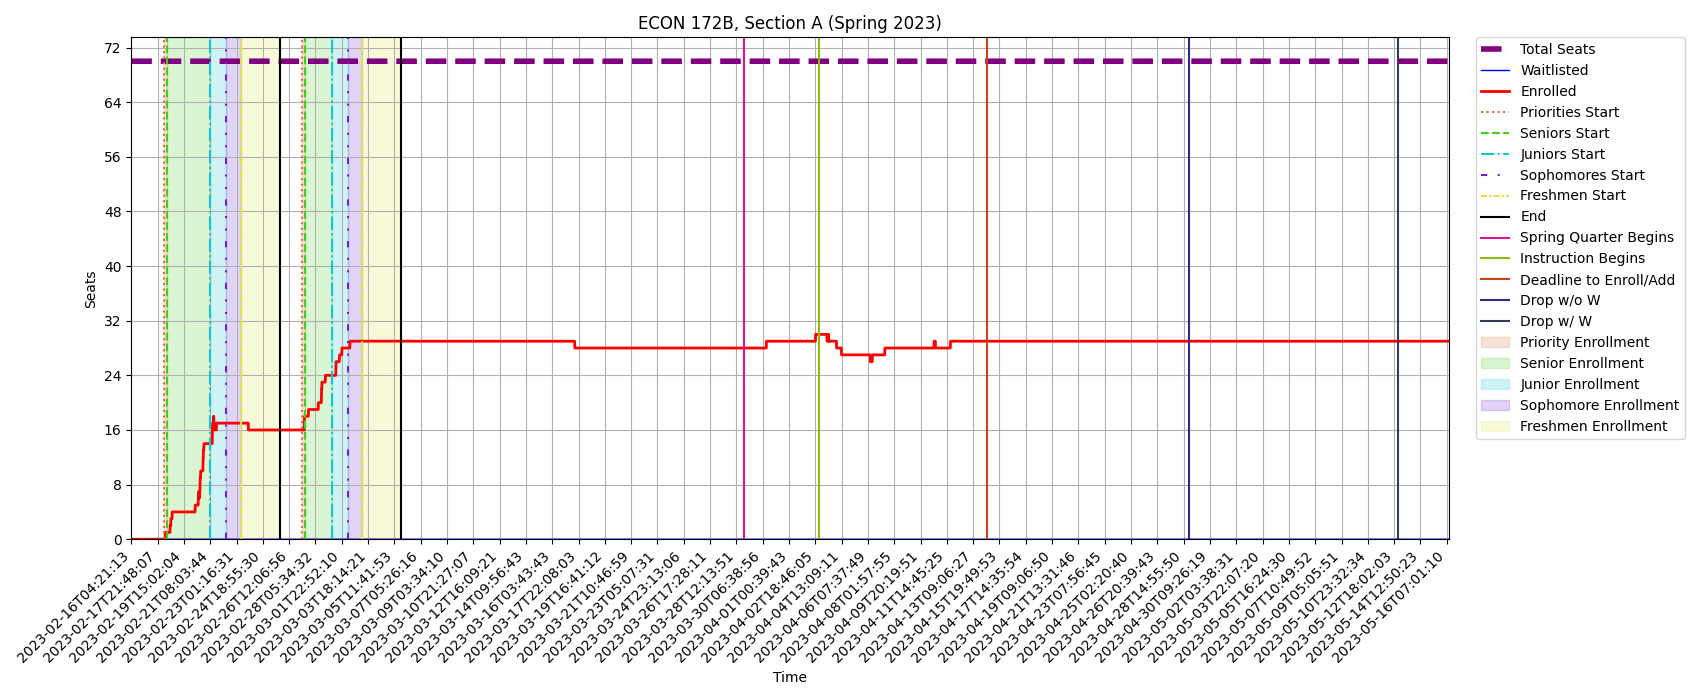 ECON 172B, Section A (Spring 2023)
72
64
56
48
40
32
24
16
8
0
Seats
2023-02-16T04:21:13
2023-02-17T21:48:07
2023-02-19T15:02:04
2023-02-21T08:03:44
2023-02-23T01:16:31
2023-02-24T18:55:30
2023-02-26T12:06:56
2023-02-28T05:34:32
2023-03-01T22:52:10
2023-03-03T18:14:21
2023-03-05T11:41:53
2023-03-07T05:26:16
2023-03-09T03:34:10
2023-03-12T16:09:21
2023-03-14T09:56:43
2023-03-16T03:43:43
2023-03-17T22:08:03
2023-03-19T16:41:12
2023-03-21T10:46:59
2023-03-23T05:07:31
2023-03-24T23:13:06
2023-03-26T17:28:11
2023-03-28T12:13:51
2023-03-30T06:38:56
2023-04-01T00:39:43
2023-04-02T18:46:05
2023-04-04T13:09:11
2023-04-06T07:37:49
2023-04-08T01:57:55
2023-04-09T20:19:51
2023-04-11T14:45:25
2023-04-13T09:06:27
2023-04-15T19:49:53
2023-04-17T14:35:54
2023-04-19T09:06:50
2023-04-21T13:31:46
2023-04-23T07:56:45
2023-04-25T02:20:40
2023-04-26T20:39:43
2023-04-28T14:55:50
2023-04-30T09:26:19
2023-05-02T03:38:31
2023-05-03T22:07:20
2023-05-05T16:24:30
2023-05-07T10:49:52
2023-05-09T05:05:51
2023-05-10T23:32:34
2023-05-12T18:02:03
2023-05-14T12:50:23
2023-05-16T07:01:10
Time
Total Seats
Waitlisted
Enrolled
Priorities Start
Seniors Start
Juniors Start
Sophomores Start
Freshmen Start
End
Spring Quarter Begins
Instruction Begins
Deadline to Enroll/Add
Drop w/o W
Drop w/ W
Priority Enrollment
Senior Enrollment
Junior Enrollment
Sophomore Enrollment
Freshmen Enrollment